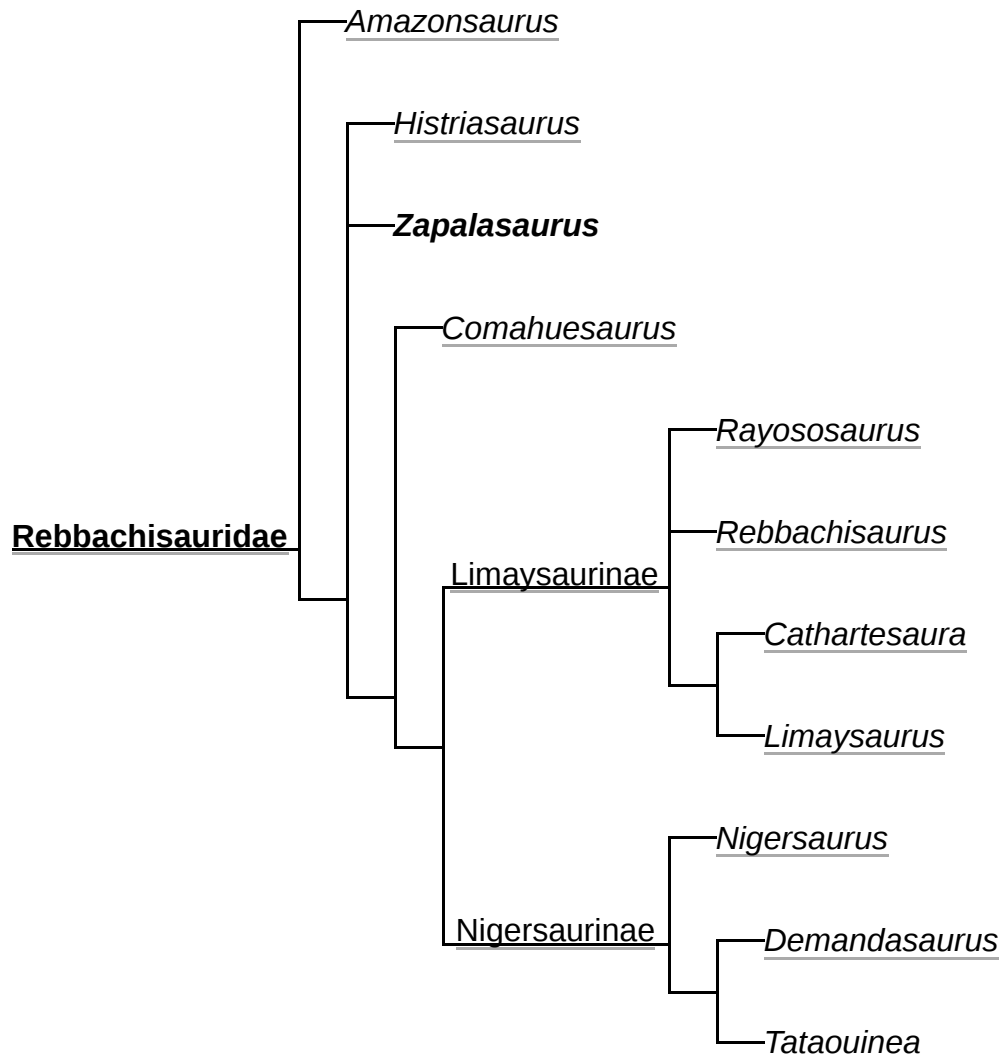 Amazonsaurus
Histriasaurus
Zapalasaurus
Comahuesaurus
Rayososaurus
Rebbachisauridae
Rebbachisaurus
Limaysaurinae
Cathartesaura
Limaysaurus
Nigersaurus
Nigersaurinae
Demandasaurus
Tataouinea